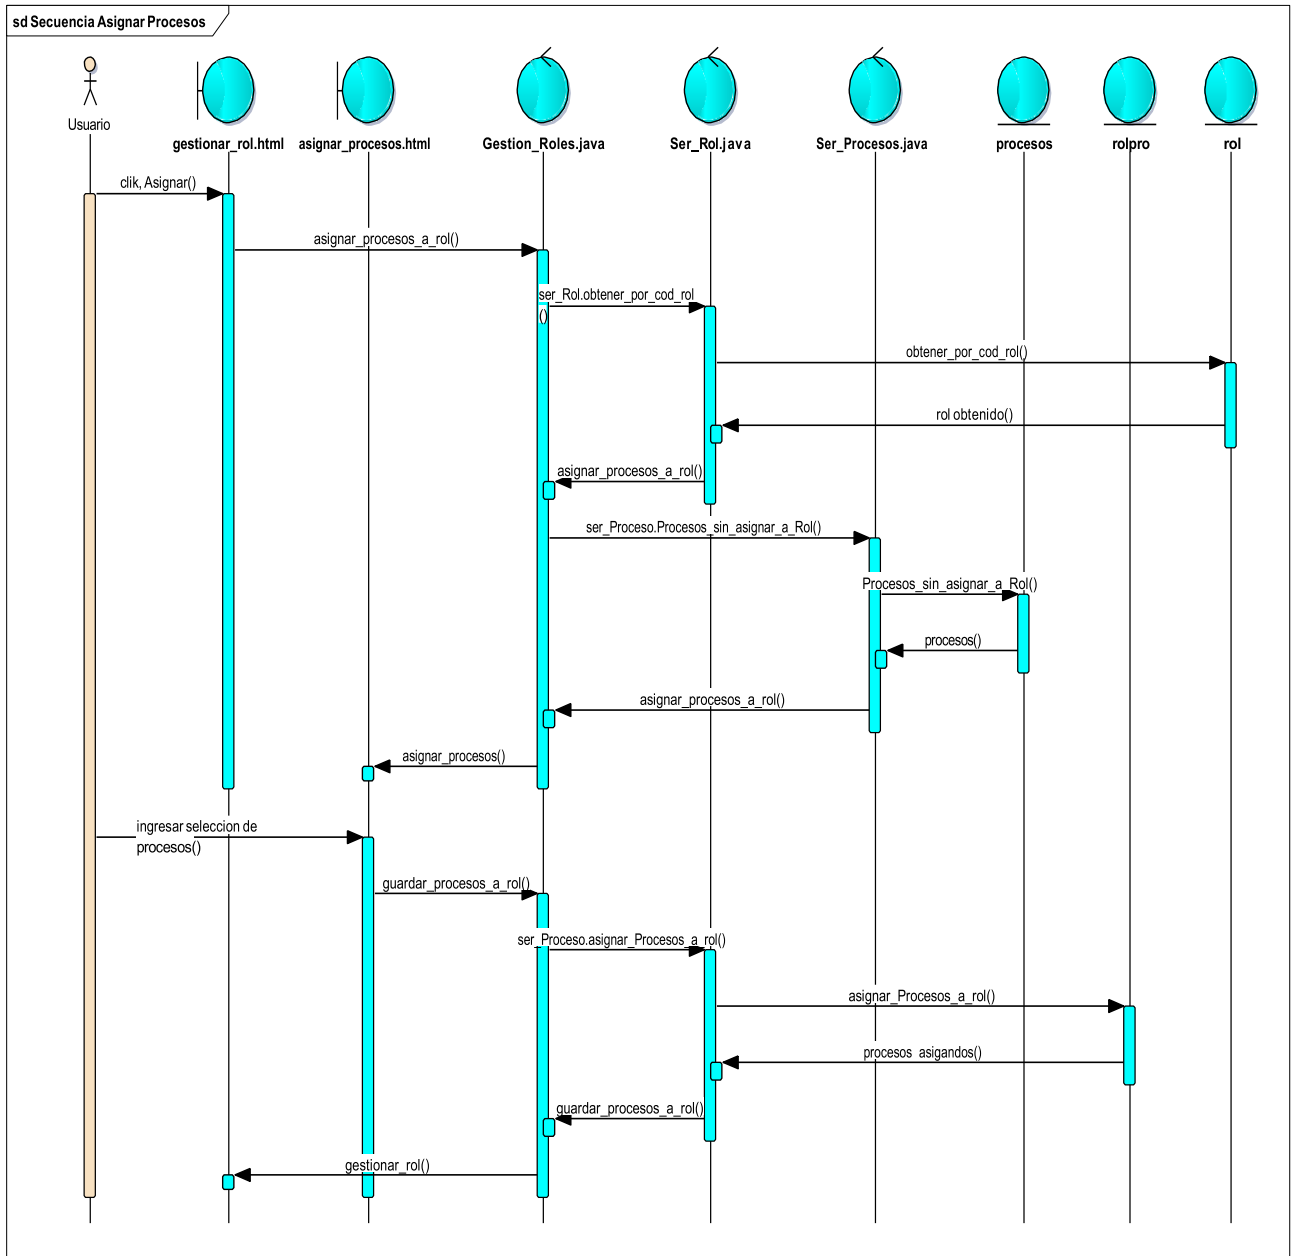 sd Secuencia Asignar Procesos
Usuario
gestionar_rol.html
asignar_procesos.html
Gestion_Roles.java
Ser_Rol.java
Ser_Procesos.java
procesos
rolpro
rol
clik, Asignar()
asignar_procesos_a_rol()
ser_Rol.obtener_por_cod_rol
()
obtener_por_cod_rol()
rol obtenido()
asignar_procesos_a_rol()
ser_Proceso.Procesos_sin_asignar_a_Rol()
Procesos_sin_asignar_a_Rol()
procesos()
asignar_procesos_a_rol()
asignar_procesos()
ingresar seleccion de
procesos()
guardar_procesos_a_rol()
ser_Proceso.asignar_Procesos_a_rol()
asignar_Procesos_a_rol()
procesos asigandos()
guardar_procesos_a_rol()
gestionar_rol()